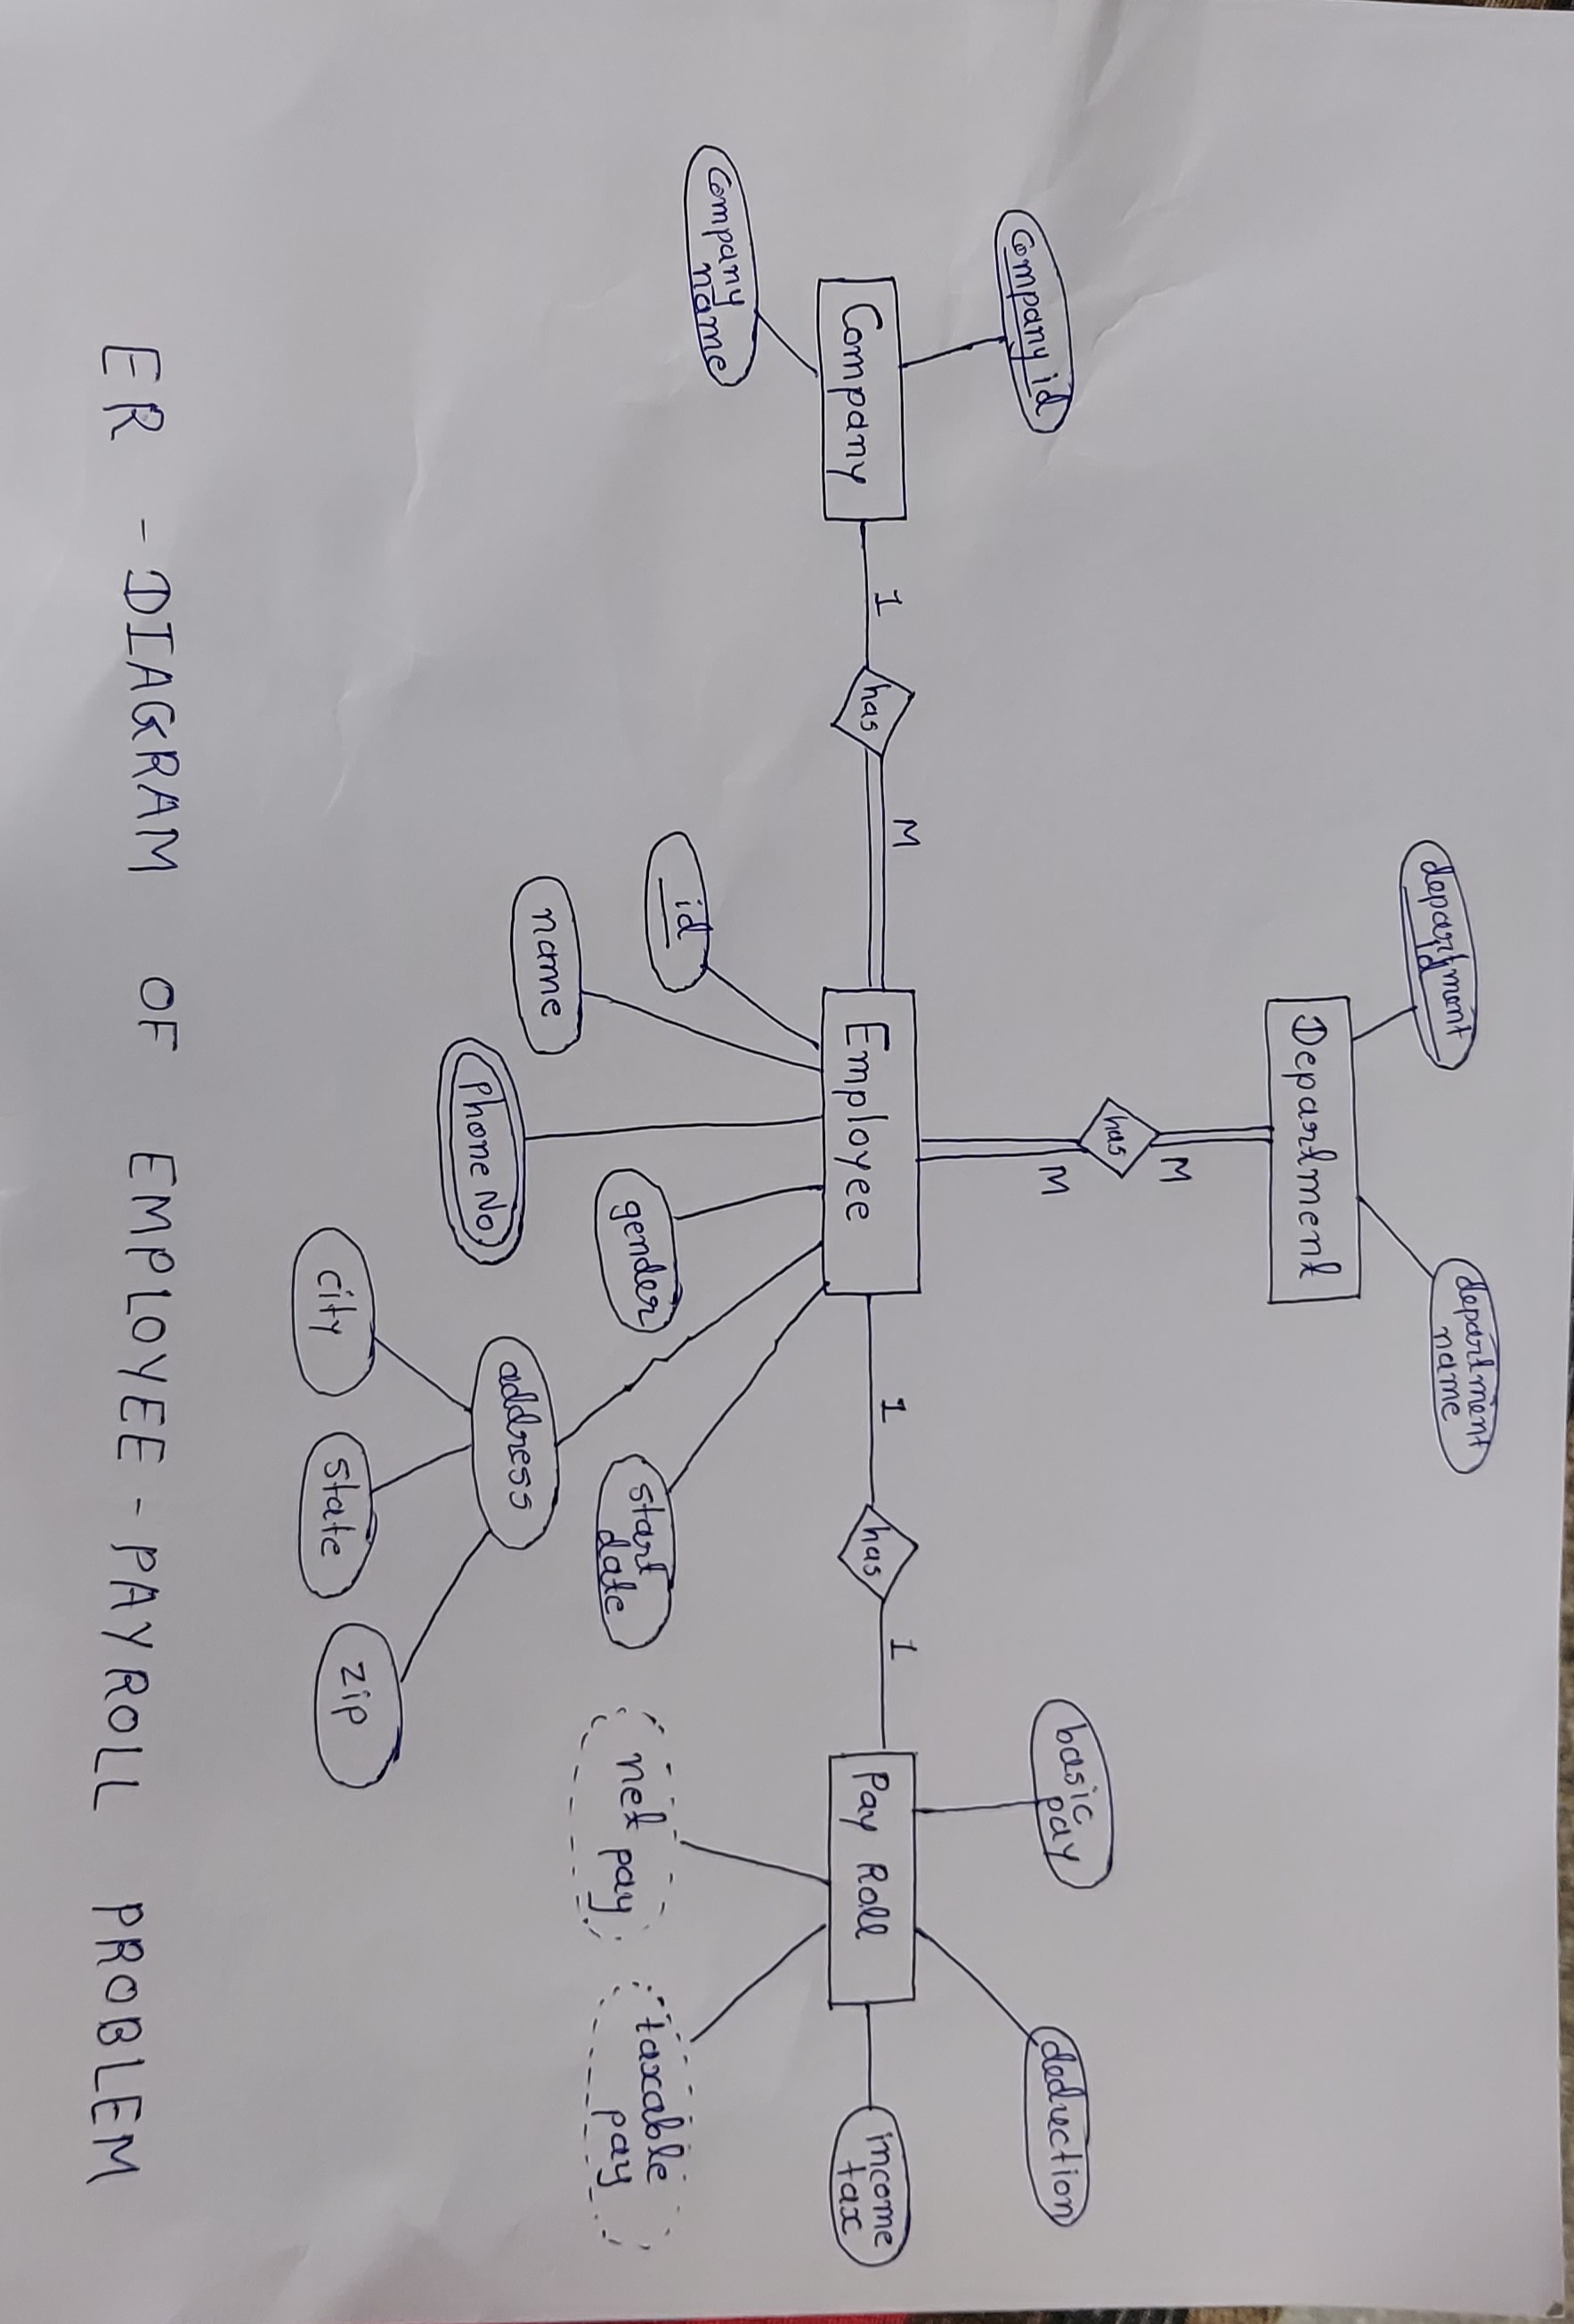 department
id
department
name
Department
M
has
M
Company id
basic
pay
deduction
Company
1
has
M
Employee
1
has
1
Pay Roll
income
tax
Company
name
id
gender
start
date
net pay
taxable
pay
name
Phone No
address
city
state
zip
ER - DIAGRAM OF EMPLOYEE - PAYROLL PROBLEM